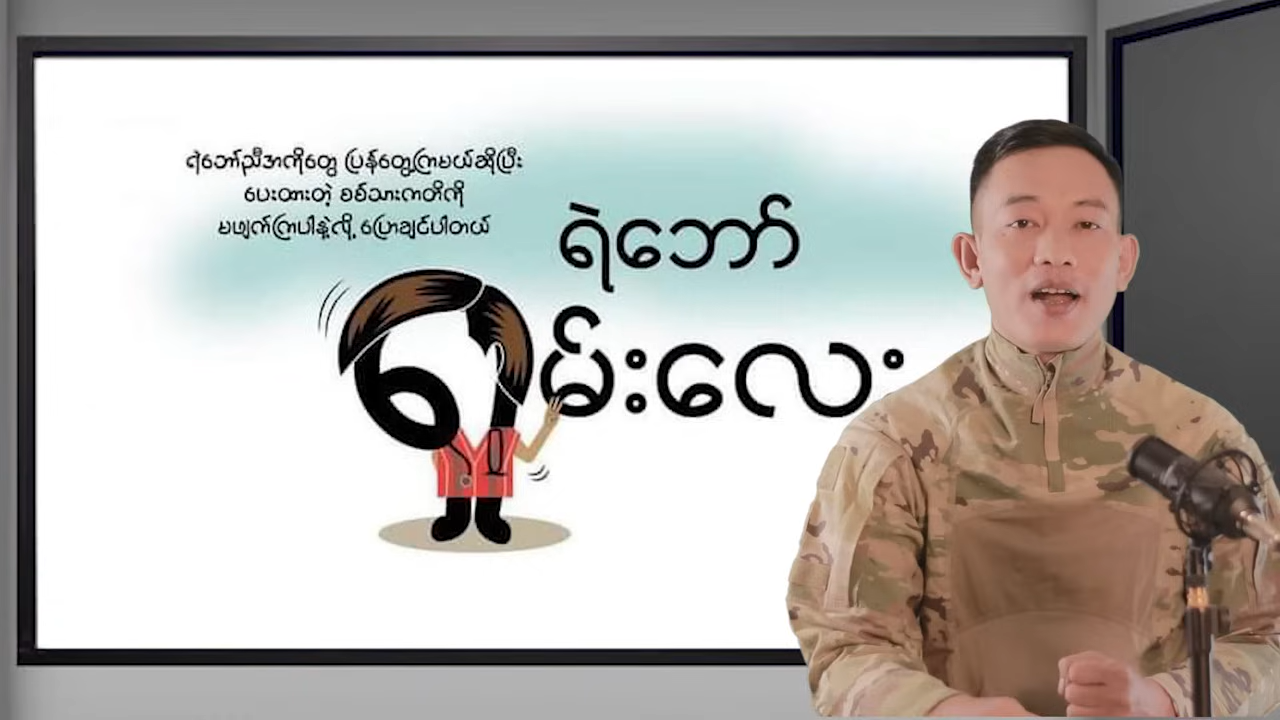 ရဲဘော်ညီအကိုတွေ ပြန်တွေ့ကြမယ်ဆိုပြီး
ပေးထားတဲ့ စစ်သားကတိကို
မဖျက်ကြပါနဲ့လို့ ပြောချင်ပါတယ်
ရဲဘော်
ရှမ်းလေး